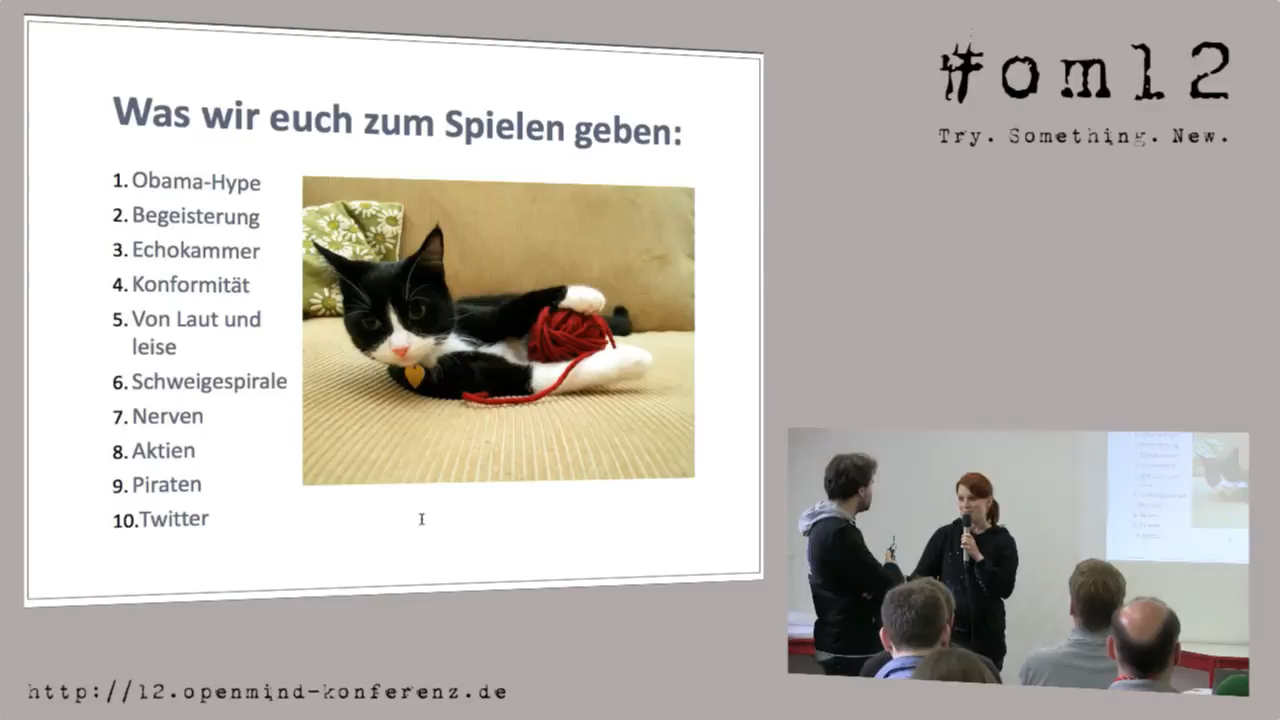 #om12
Try. Something. New.
Was wir euch zum Spielen geben:
1. Obama-Hype
2. Begeisterung
3. Echokammer
4. Konformität
5. Von Laut und
leise
6. Schweigespirale
7. Nerven
8. Aktien
9. Piraten
10.Twitter
http://12.openmind-konferenz.de